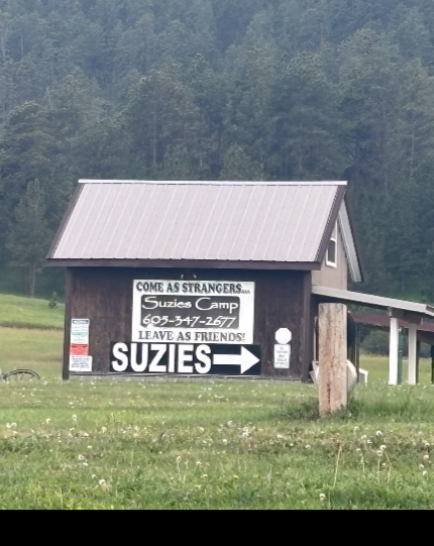 COME AS STRANGERS...
Suzies Camp
605-347-2677
LEAVE AS FRIENDS!
SUZIES